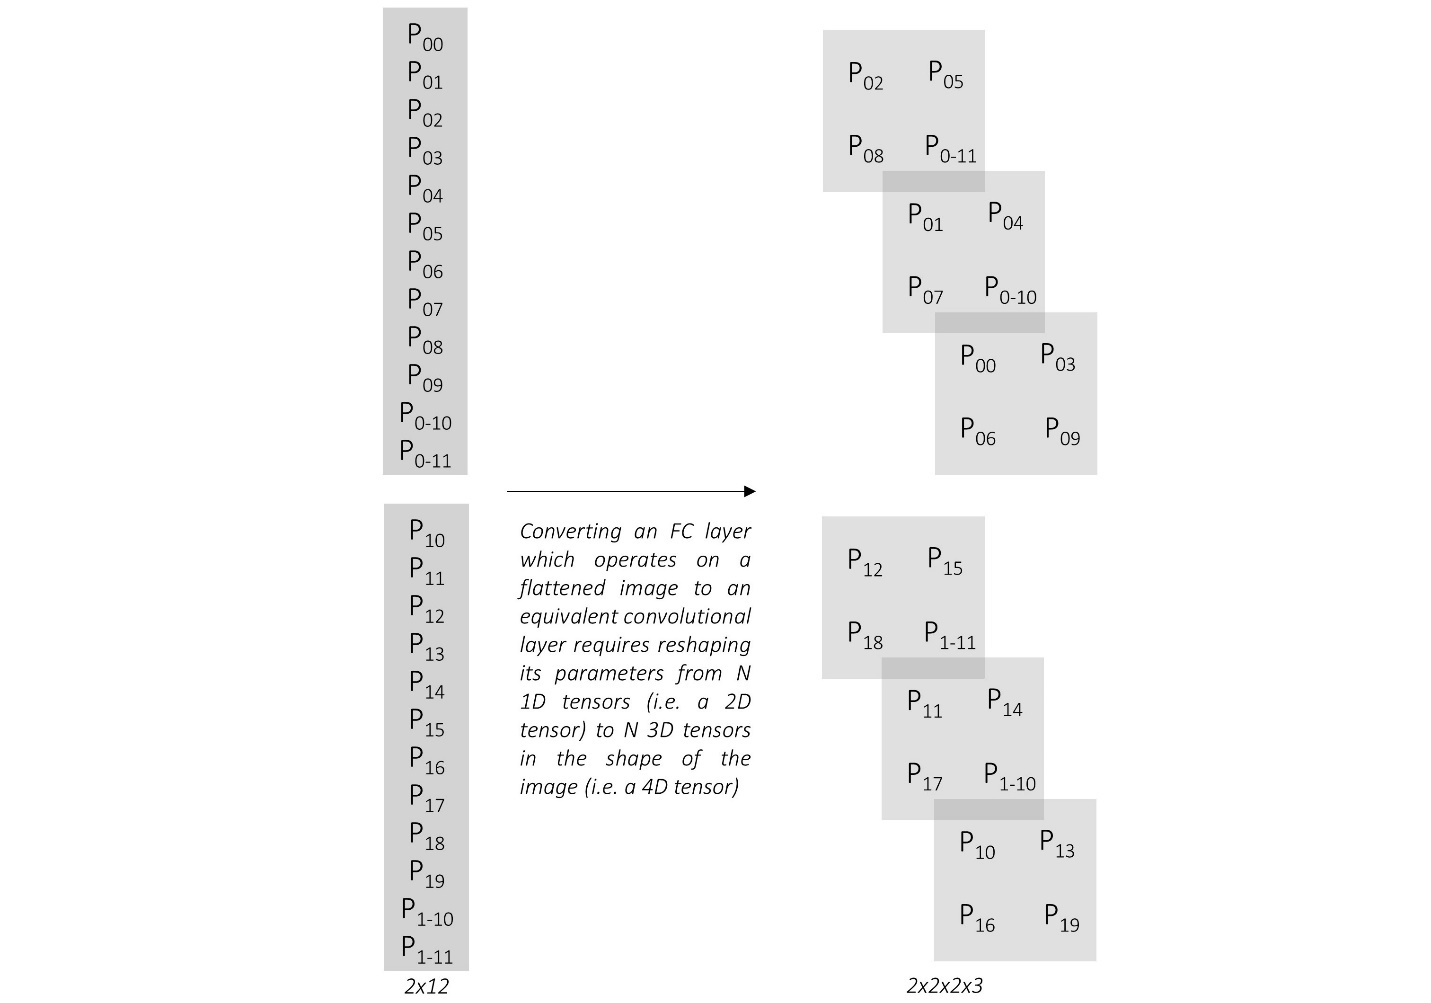 P00
P01
P02
P03
P04
P05
P06
P07
P08
P09
P0-10
P0-11
P10
P11
P12
P13
P14
P15
P16
P17
P18
P19
P1-10
P1-11
2x12
Converting an FC layer
which operates on a
flattened image to an
equivalent convolutional
layer requires reshaping
its parameters from N
1D tensors (i.e. a 2D
tensor) to N 3D tensors
in the shape of the
image (i.e. a 4D tensor)
P02 P05
P08 P0-11
P01 P04
P07 P0-10
P00 P03
P06 P09
P12 P15
P18 P1-11
P11 P14
P17 P1-10
P10 P13
P16 P19
2x2x2x3